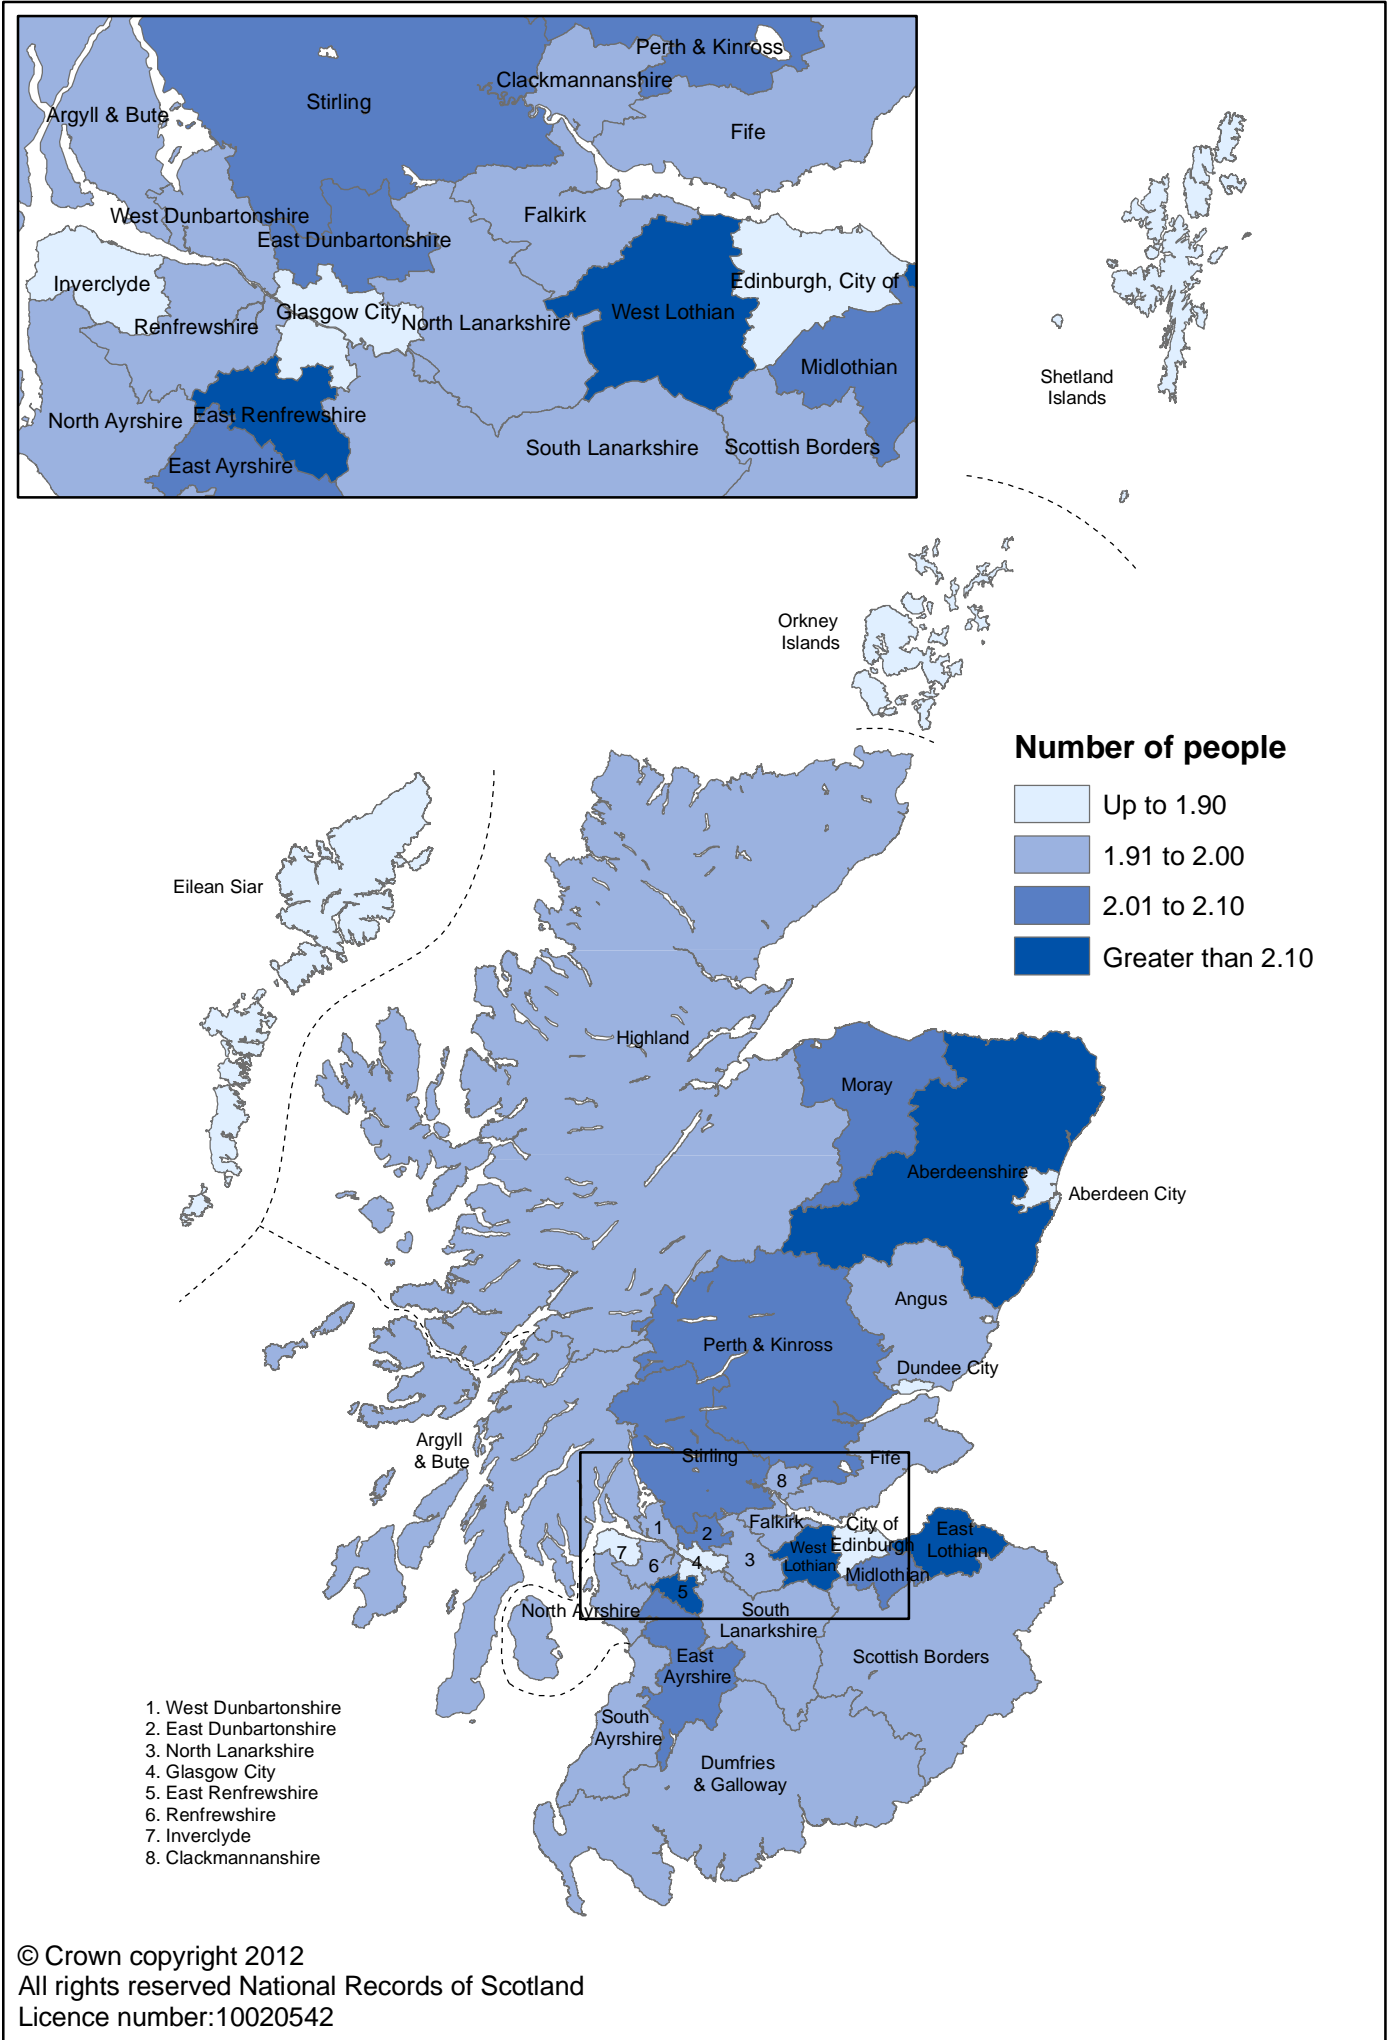 Perth & Kinross
Clackmannanshire
Stirling
Argyll & Bute
Fife
West Dunbartonshire
Falkirk
East Dunbartonshire
Inverclyde
Edinburgh, City of
Glasgow City
West Lothian
North Lanarkshire
Renfrewshire
Midlothian
East Renfrewshire
North Ayrshire
South Lanarkshire
Scottish Borders
East Ayrshire
Shetland
Islands
Orkney
Islands
Number of people
Up to 1.90
1.91 to 2.00
2.01 to 2.10
Greater than 2.10
Eilean Siar
Highland
Moray
Aberdeenshire
Aberdeen City
Angus
Perth & Kinross
Dundee City
Argyll
& Bute
Stirling
Fife
8
1
2
Falkirk
City of
Edinburgh
East
Lothian
West
Lothian
7
6
4
3
Midlothian
5
North Ayrshire
South
Lanarkshire
East
Ayrshire
Scottish Borders
South
Ayrshire
Dumfries
& Galloway
1. West Dunbartonshire
2. East Dunbartonshire
3. North Lanarkshire
4. Glasgow City
5. East Renfrewshire
6. Renfrewshire
7. Inverclyde
8. Clackmannanshire
© Crown copyright 2012
All rights reserved National Records of Scotland
Licence number:10020542